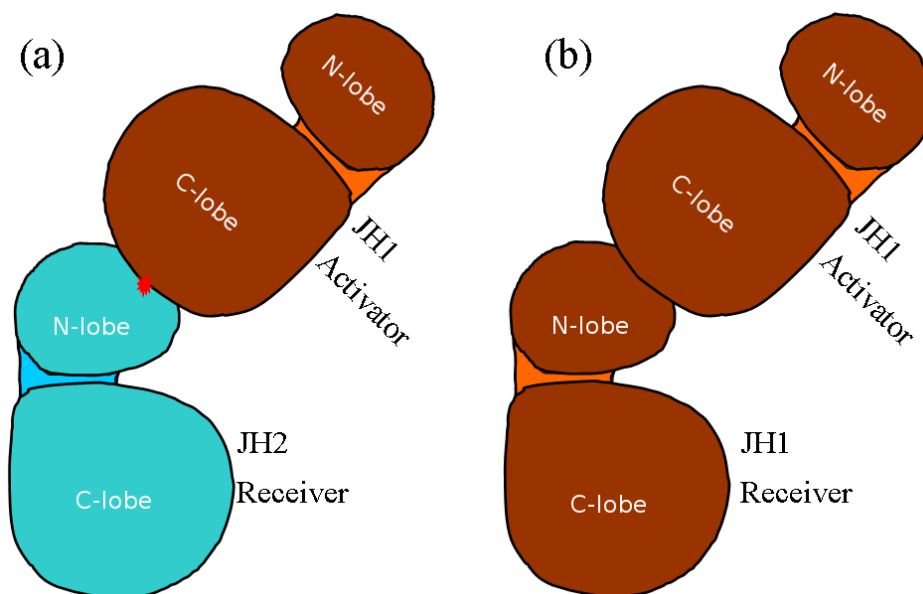 (a)
N-lobe
C-lobe
JH1
Activator
N-lobe
JH2
Receiver
C-lobe
(b)
N-lobe
C-lobe
JH1
Activator
N-lobe
JH1
Receiver
C-lobe